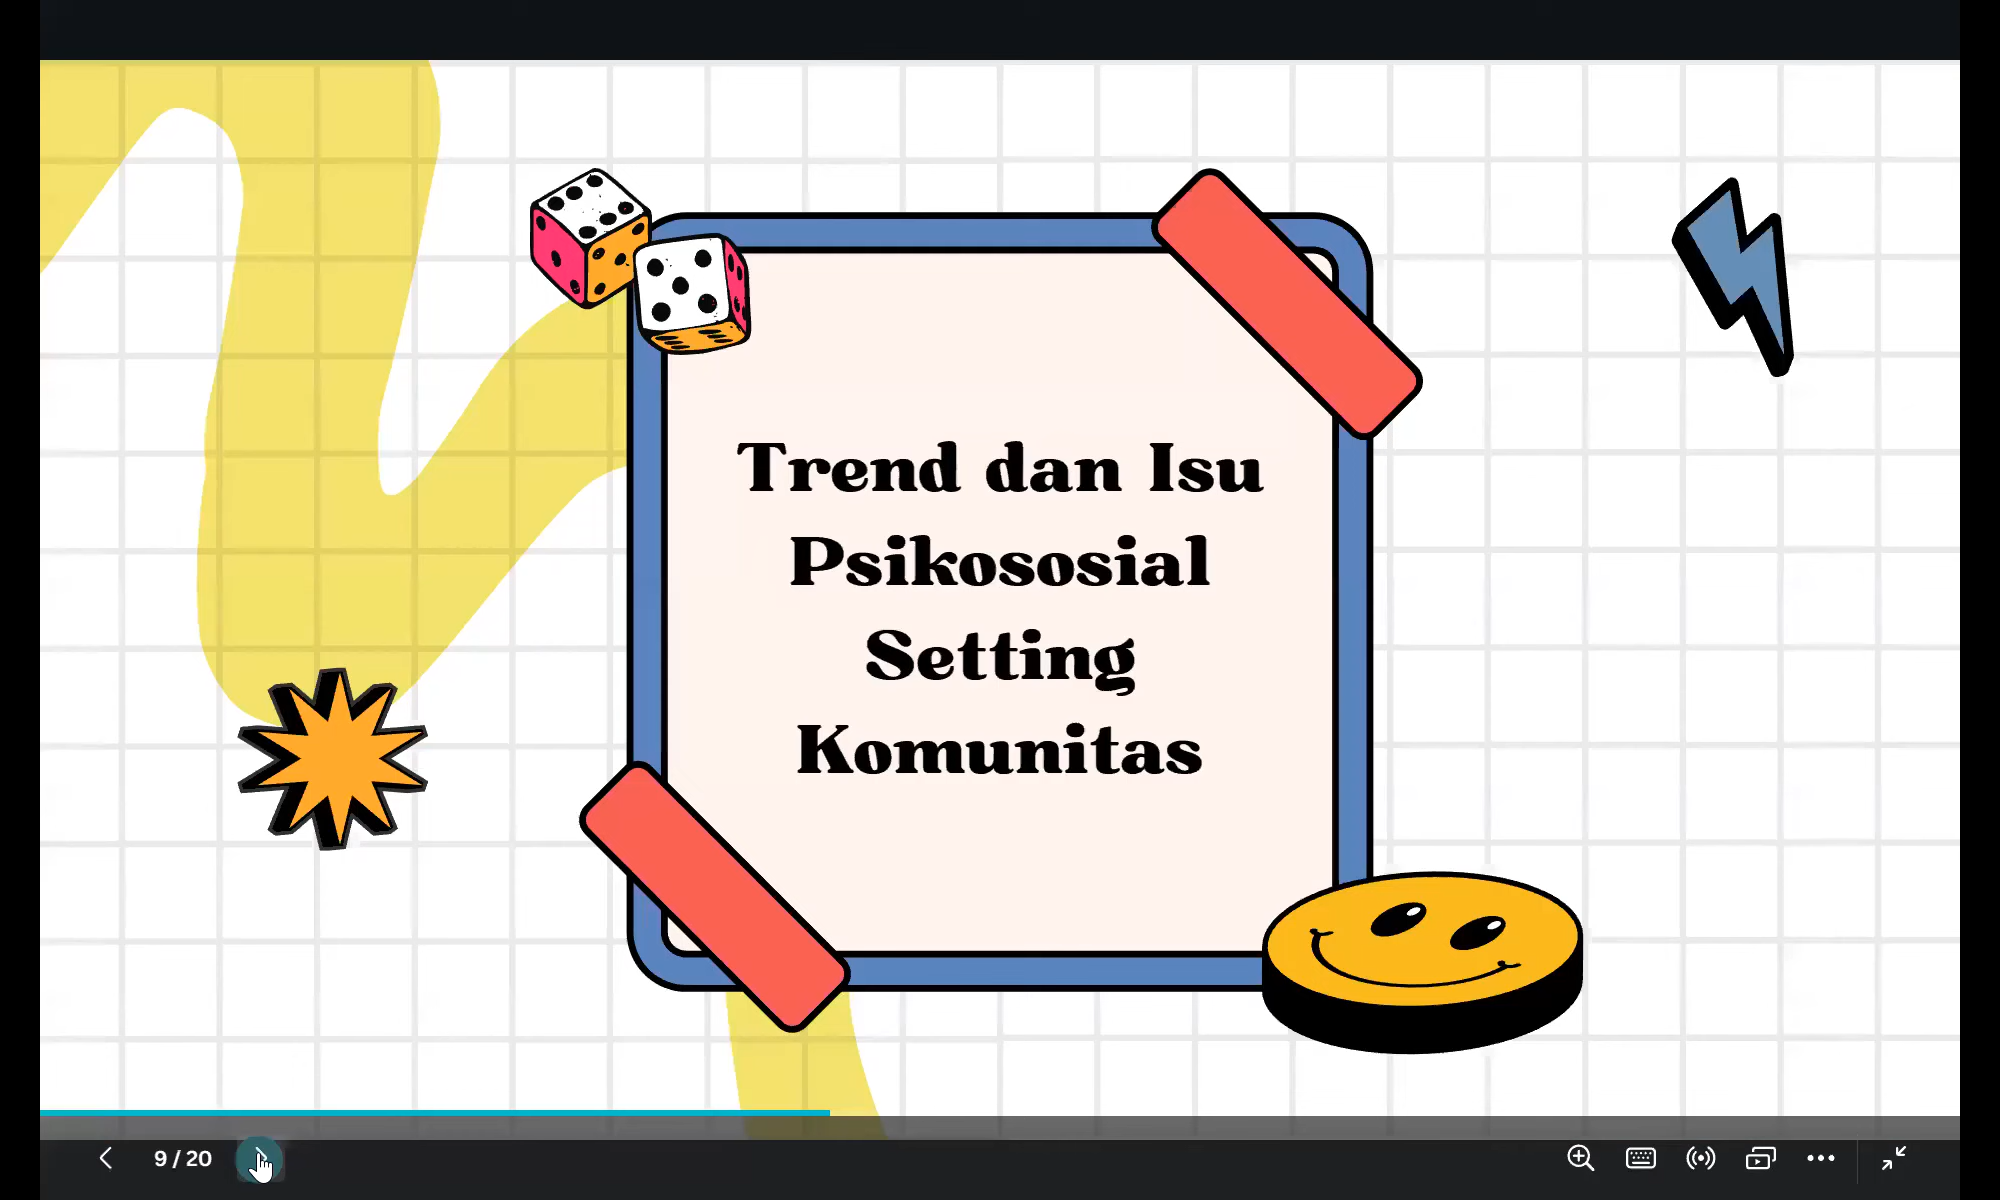 Trend dan Isu
Psikososial
Setting
Komunitas
9 / 20